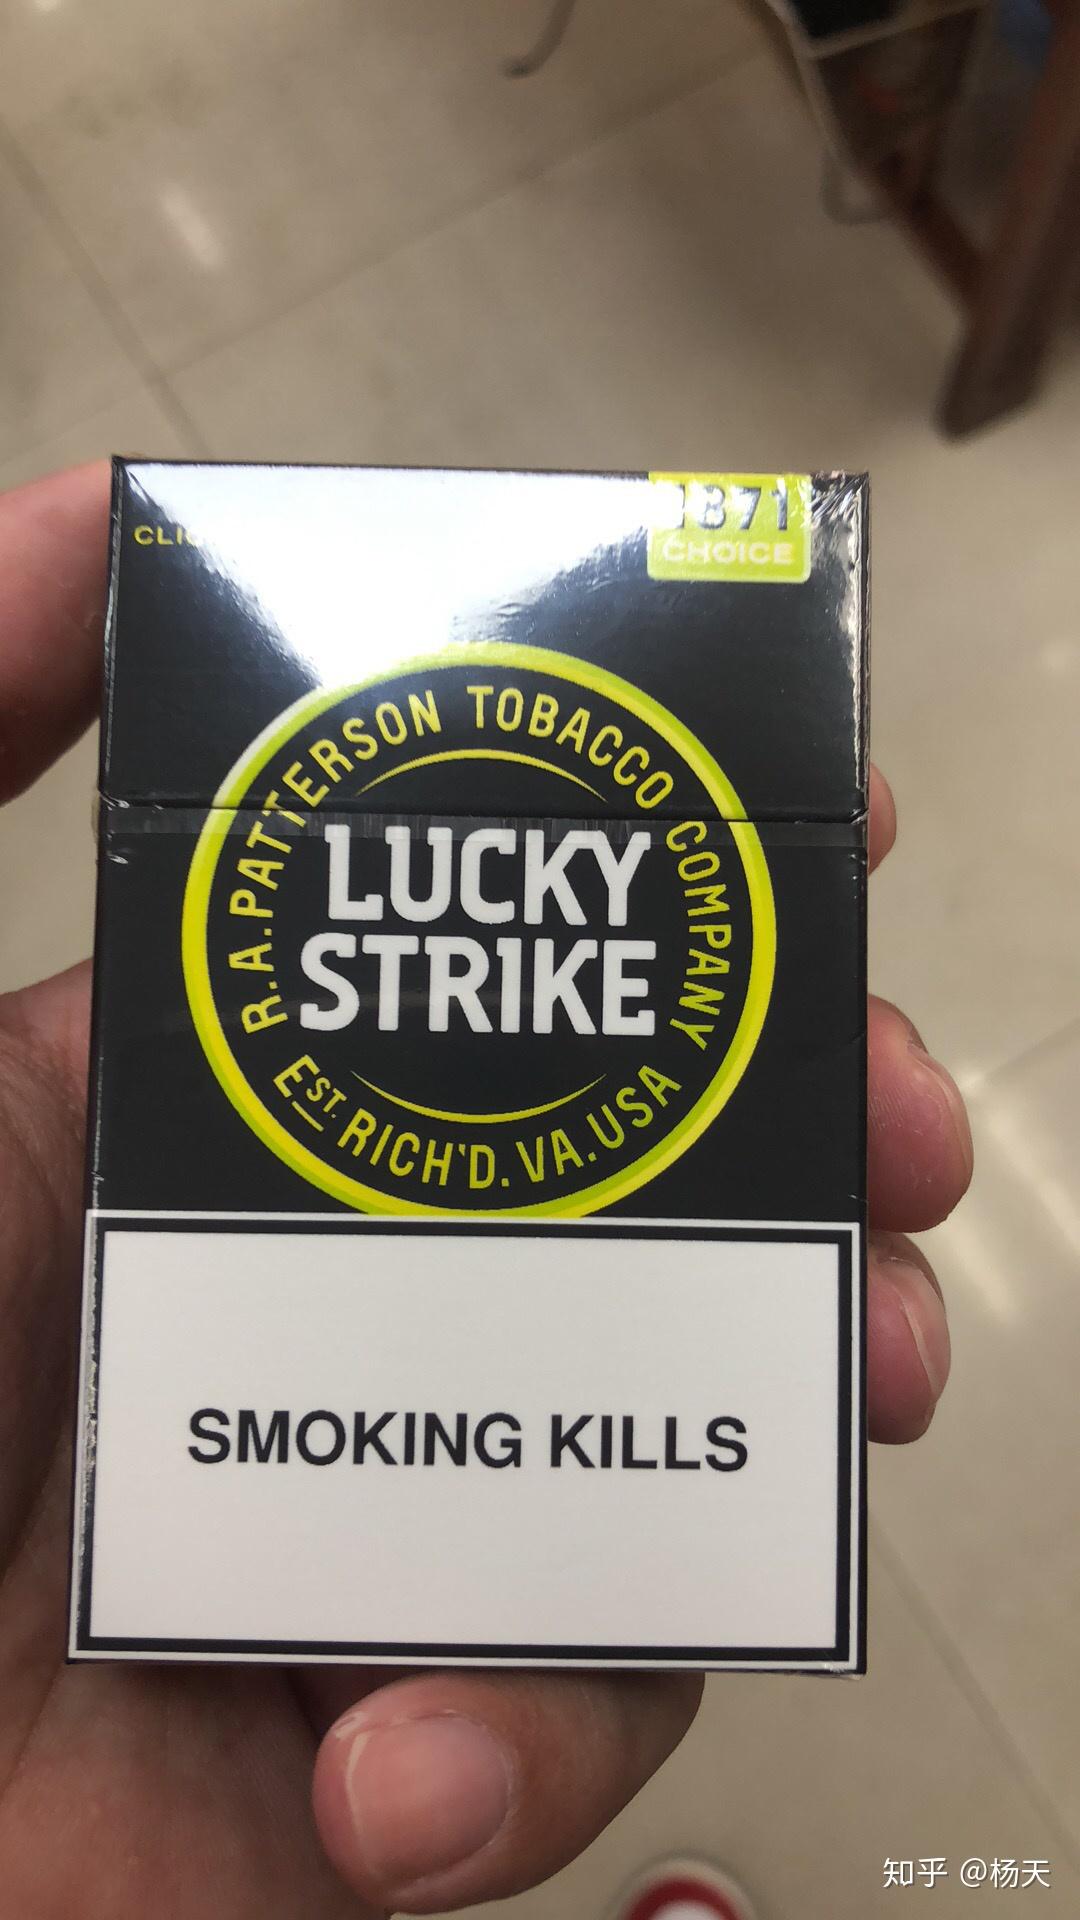 1871
CHOICE
R.A.PATTERSON TOBACCO COMPANY
LUCKY
STRIKE
EST. RICH'D. VA. USA
SMOKING KILLS
知乎 @杨天